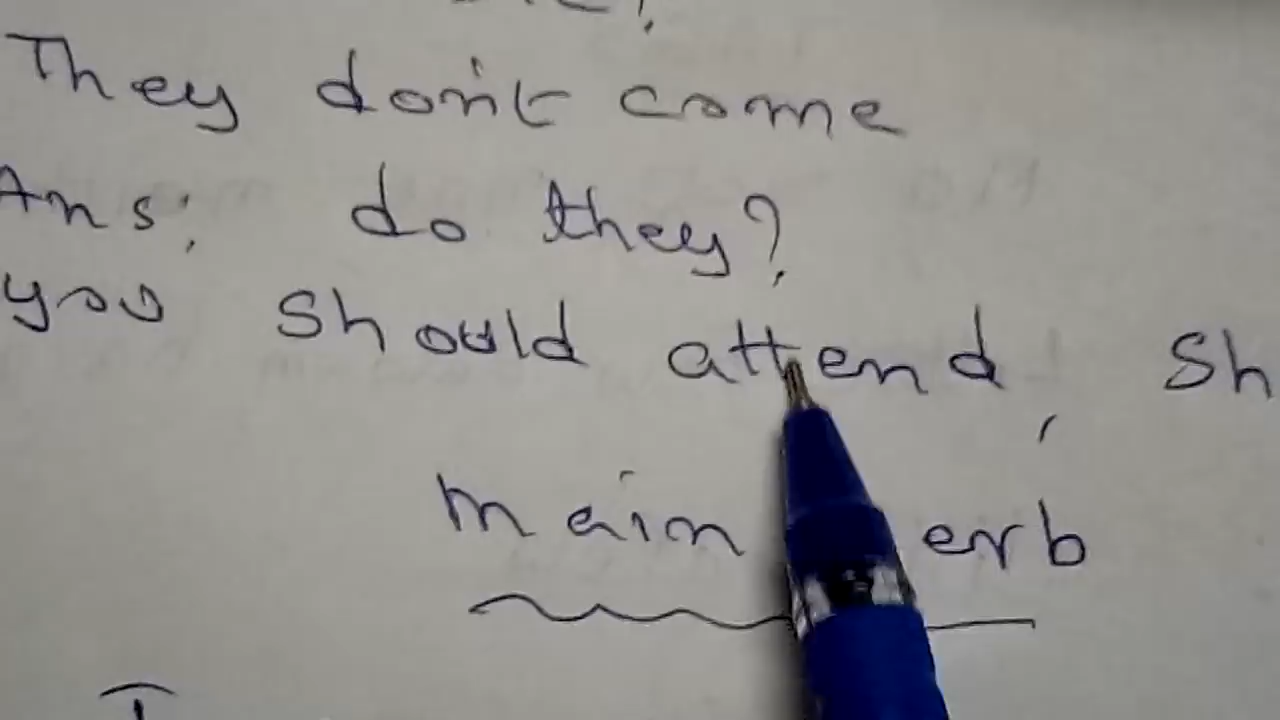 They don't come
Ans: do they?
you should attend, Sh
main erb